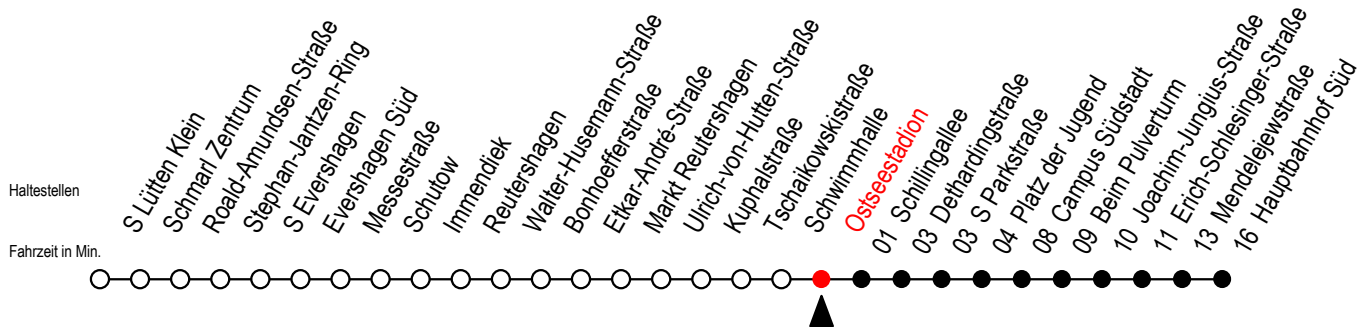 Haltestellen
Fahrzeit in Min.
S Lütten Klein
Schmarl Zentrum
Roald-Amundsen-Straße
Stephan-Jantzen-Ring
S Evershagen
Evershagen Süd
Messestraße
Schutow
Immendiek
Reutershagen
Walter-Husemann-Straße
Bonhoefferstraße
Etkar-André-Straße
Markt Reutershagen
Ulrich-von-Hutten-Straße
Kuphalstraße
Tschaikowskistraße
Schwimmhalle
Ostseestadion
01 Schillingallee
03 Dethardingstraße
03 S Parkstraße
04 Platz der Jugend
08 Campus Südstadt
09 Beim Pulverturm
10 Joachim-Jungius-Straße
11 Erich-Schlesinger-Straße
13 Mendelejewstraße
16 Hauptbahnhof Süd